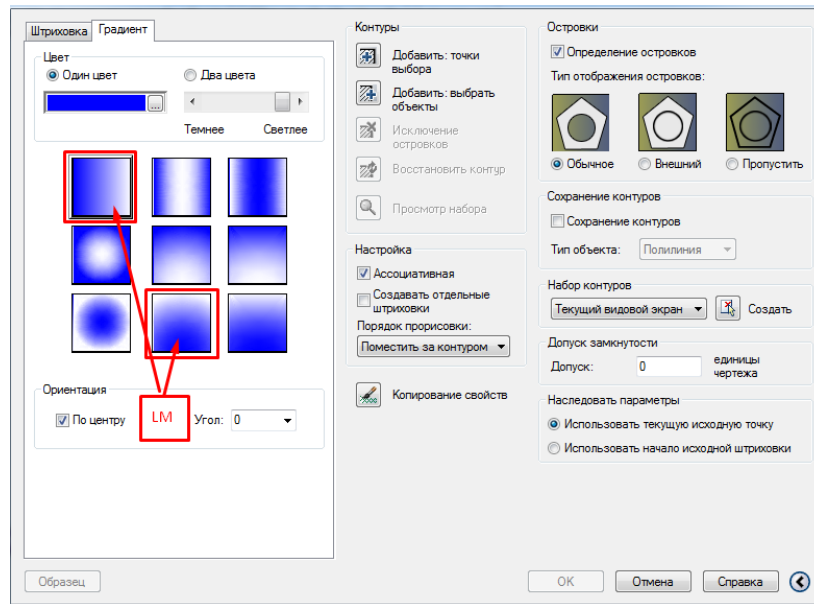 Штриховка
Градиент
Цвет
Один цвет
Два цвета
...
Темнее
Светлее
Ориентация
По центру
LM
Угол:
0
Контуры
Добавить: точки
выбора
Добавить: выбрать
объекты
Исключение
островков
Восстановить контур
Просмотр набора
Настройка
Ассоциативная
Создавать отдельные
штриховки
Порядок прорисовки:
Поместить за контуром
Копирование свойств
Островки
Определение островков
Тип отображения островков:
Обычное
Внешний
Пропустить
Сохранение контуров
Сохранение контуров
Тип объекта:
Полилиния
Набор контуров
Текущий видовой экран
Создать
Допуск замкнутости
Допуск:
0
единицы
чертежа
Наследовать параметры
Использовать текущую исходную точку
Использовать начало исходной штриховки
Образец
OK
Отмена
Справка